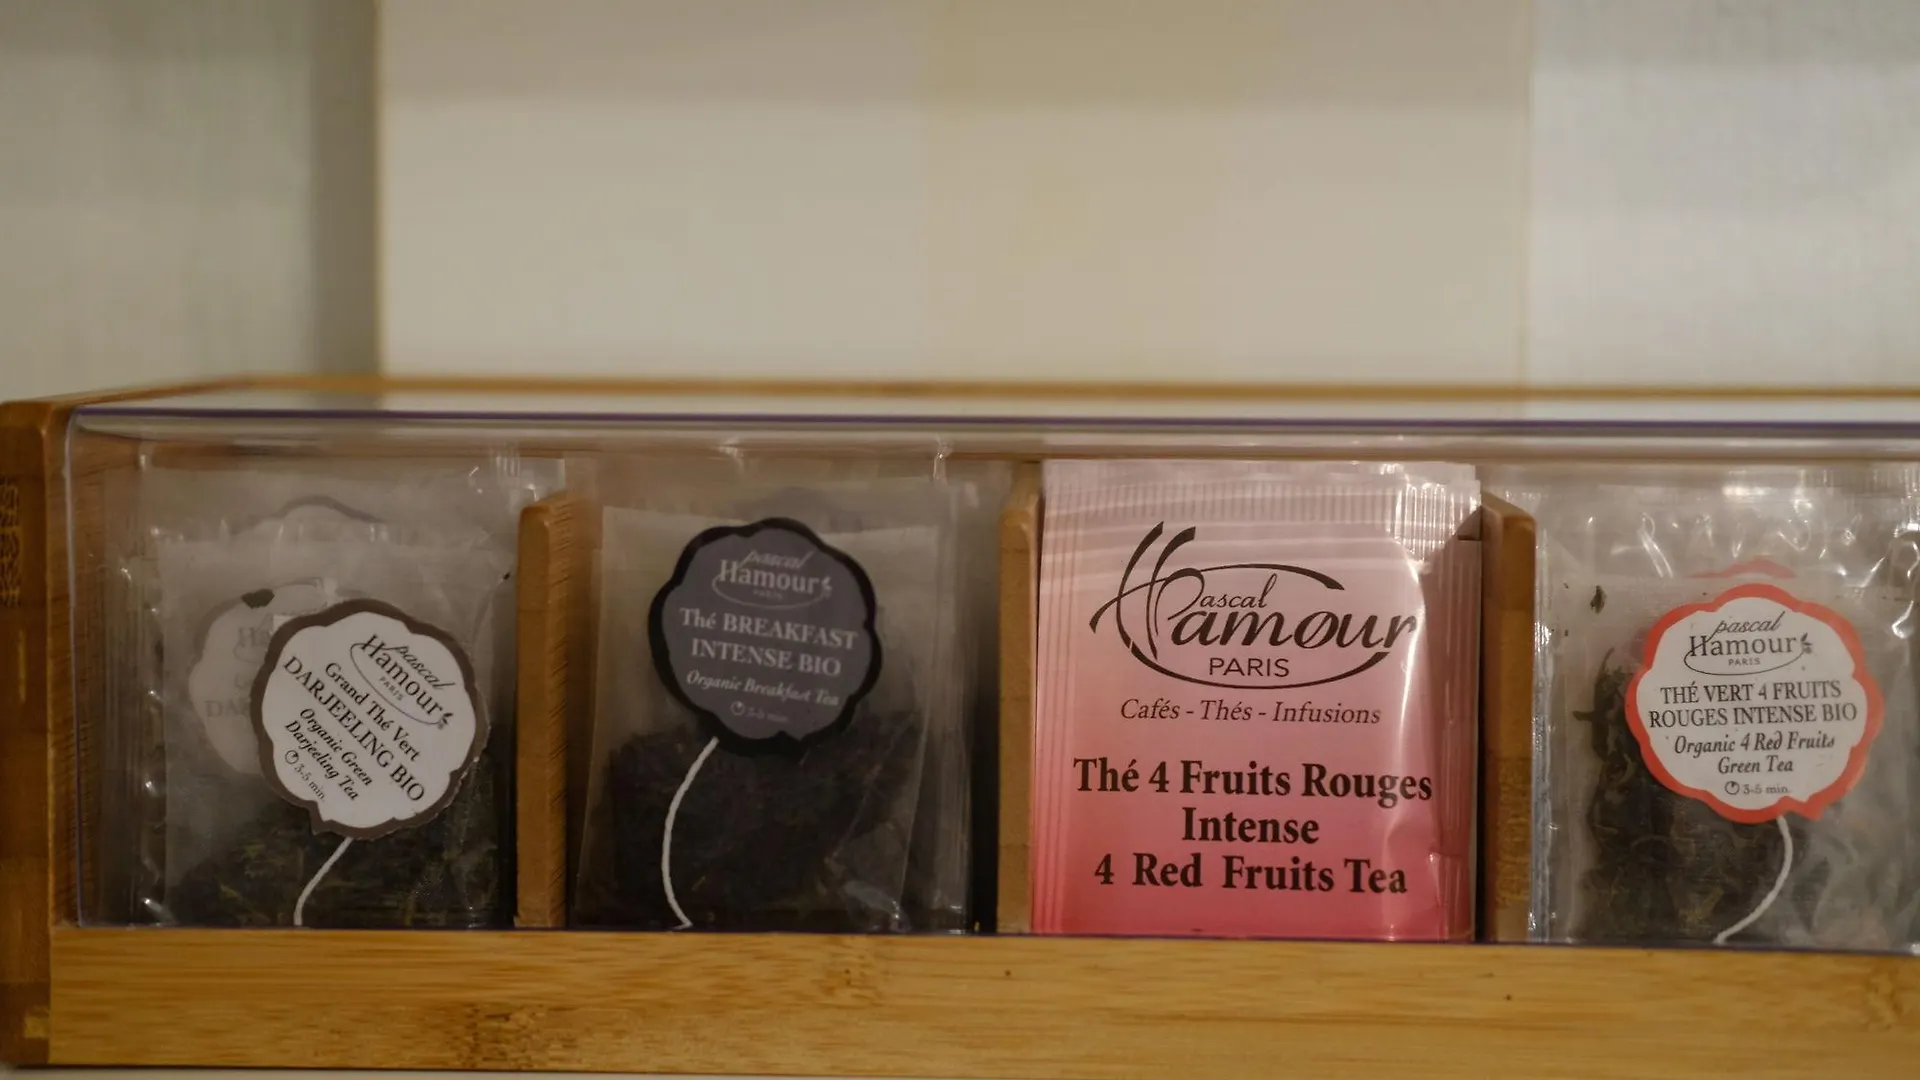 pascal
Hamour
PARIS
Grand Thé Vert
DARJEELING BIO
Organic Green
Darjeeling Tea
3-5 min.
pascal
Hamour
PARIS
Thé BREAKFAST
INTENSE BIO
Organic Breakfast Tea
3-5 min.
Pascal
Hamour
PARIS
Cafés - Thés - Infusions
Thé 4 Fruits Rouges
Intense
4 Red Fruits Tea
pascal
Hamour
PARIS
THÉ VERT 4 FRUITS
ROUGES INTENSE BIO
Organic 4 Red Fruits
Green Tea
3-5 min.